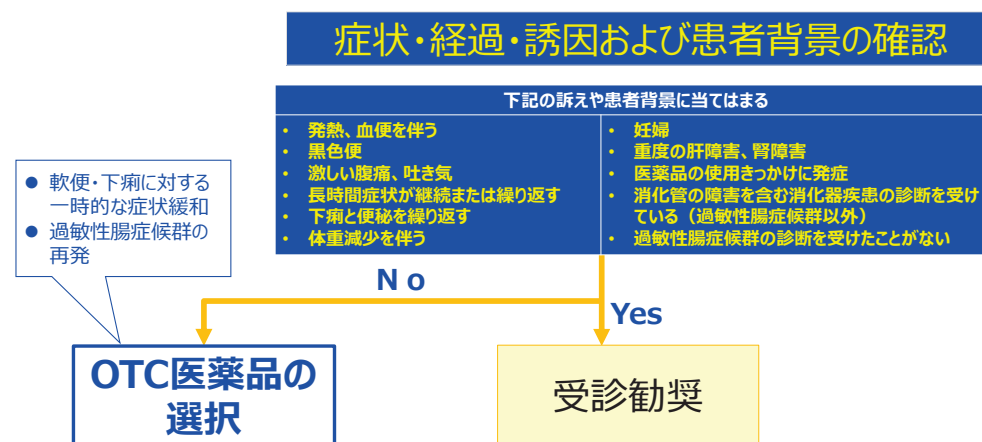 症状・経過・誘因および患者背景の確認
下記の訴えや患者背景に当てはまる
• 発熱、血便を伴う
• 黒色便
• 激しい腹痛、吐き気
• 長時間症状が継続または繰り返す
• 下痢と便秘を繰り返す
• 体重減少を伴う
• 妊婦
• 重度の肝障害、腎障害
• 医薬品の使用きっかけに発症
• 消化管の障害を含む消化器疾患の診断を受け
ている（過敏性腸症候群以外）
• 過敏性腸症候群の診断を受けたことがない
● 軟便・下痢に対する
一時的な症状緩和
● 過敏性腸症候群の
再発
No
Yes
OTC医薬品の
選択
受診勧奨